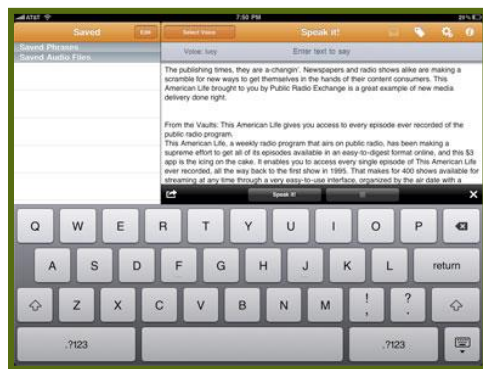 AT&T 7:50 PM 29%
Saved Edit Select Voice Speak it!
Saved Phrases
Saved Audio Files
Voice: Ivey Enter text to say
The publishing times, they are a-changin'. Newspapers and radio shows alike are making a
scramble for new ways to get themselves in the hands of their content consumers. This
American Life brought to you by Public Radio Exchange is a great example of new media
delivery done right.
From the Vaults: This American Life gives you access to every episode ever recorded of the
public radio program.
This American Life, a weekly radio program that airs on public radio, has been making a
supreme effort to get all of its episodes available in an easy-to-digest format online, and this $3
app is the icing on the cake. It enables you to access every single episode of This American Life
ever recorded, all the way back to the first show in 1995. That makes for 400 shows available for
streaming at any time through a very easy-to-use interface, organized by the air date with a
Speak it!
Q W E R T Y U I O P
A S D F G H J K L return
Z X C V B N M ! , ? .
.?123 .?123